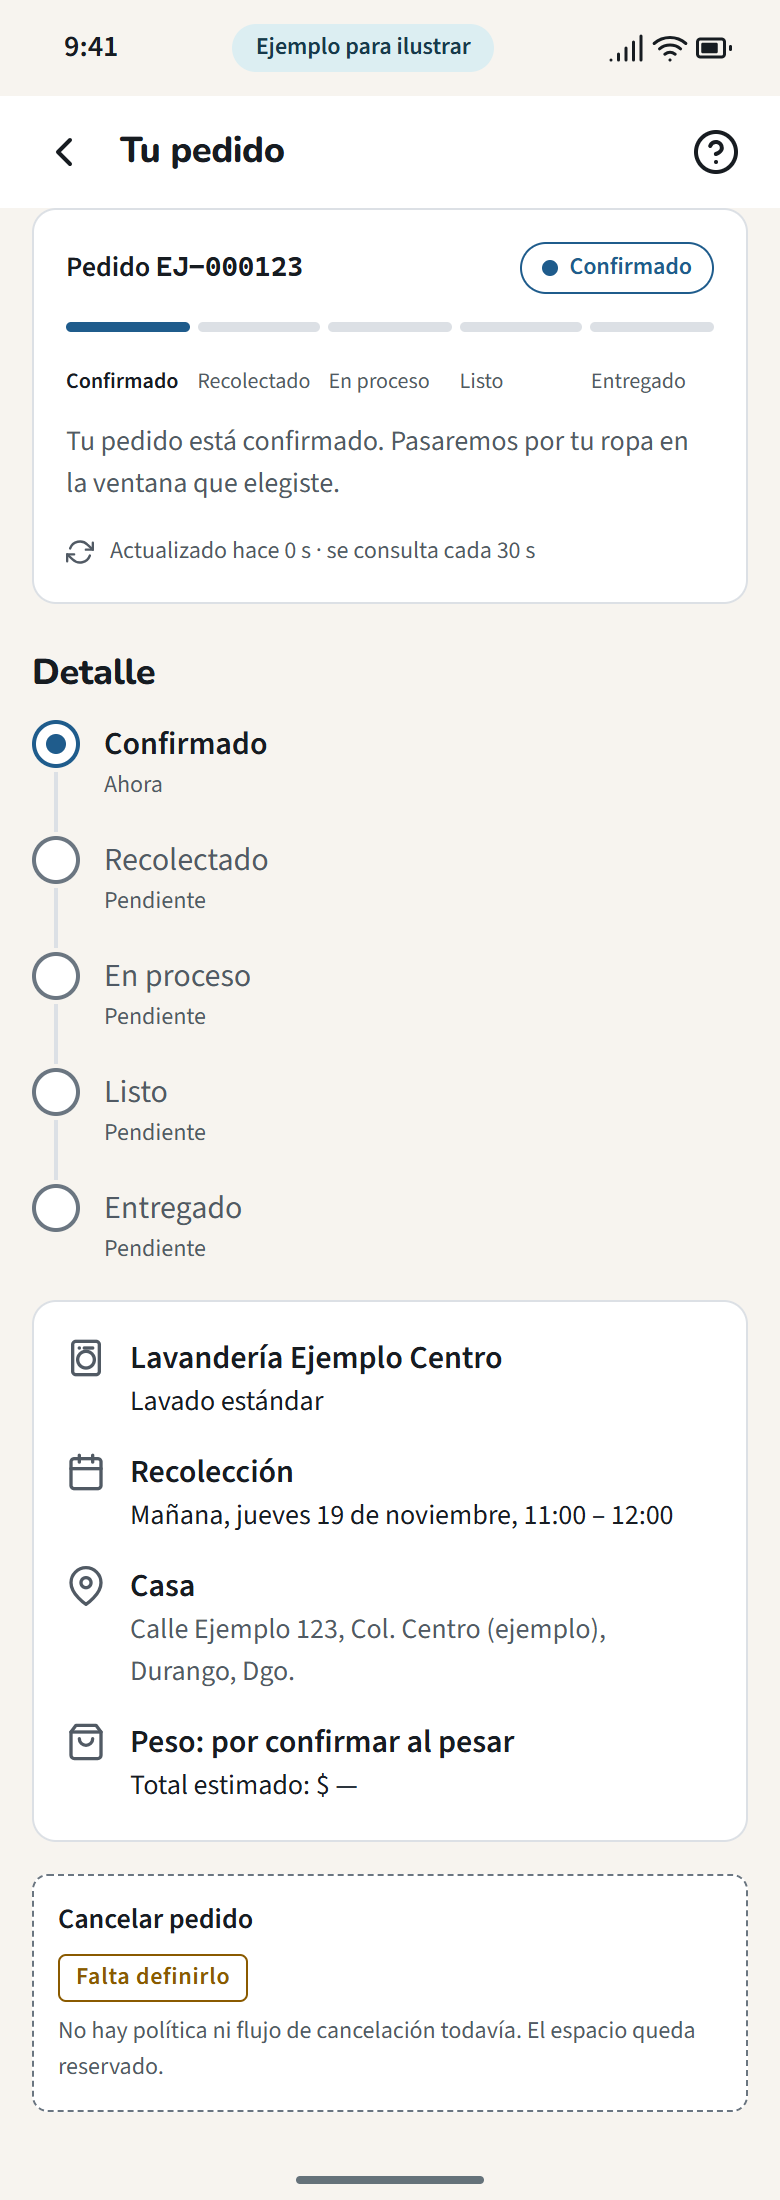 9:41
Ejemplo para ilustrar
Tu pedido
Pedido EJ-000123
Confirmado
Confirmado
Recolectado
En proceso
Listo
Entregado
Tu pedido está confirmado. Pasaremos por tu ropa en
la ventana que elegiste.
Actualizado hace 0 s · se consulta cada 30 s
Detalle
Confirmado
Ahora
Recolectado
Pendiente
En proceso
Pendiente
Listo
Pendiente
Entregado
Pendiente
Lavandería Ejemplo Centro
Lavado estándar
Recolección
Mañana, jueves 19 de noviembre, 11:00 – 12:00
Casa
Calle Ejemplo 123, Col. Centro (ejemplo),
Durango, Dgo.
Peso: por confirmar al pesar
Total estimado: $ —
Cancelar pedido
Falta definirlo
No hay política ni flujo de cancelación todavía. El espacio queda
reservado.